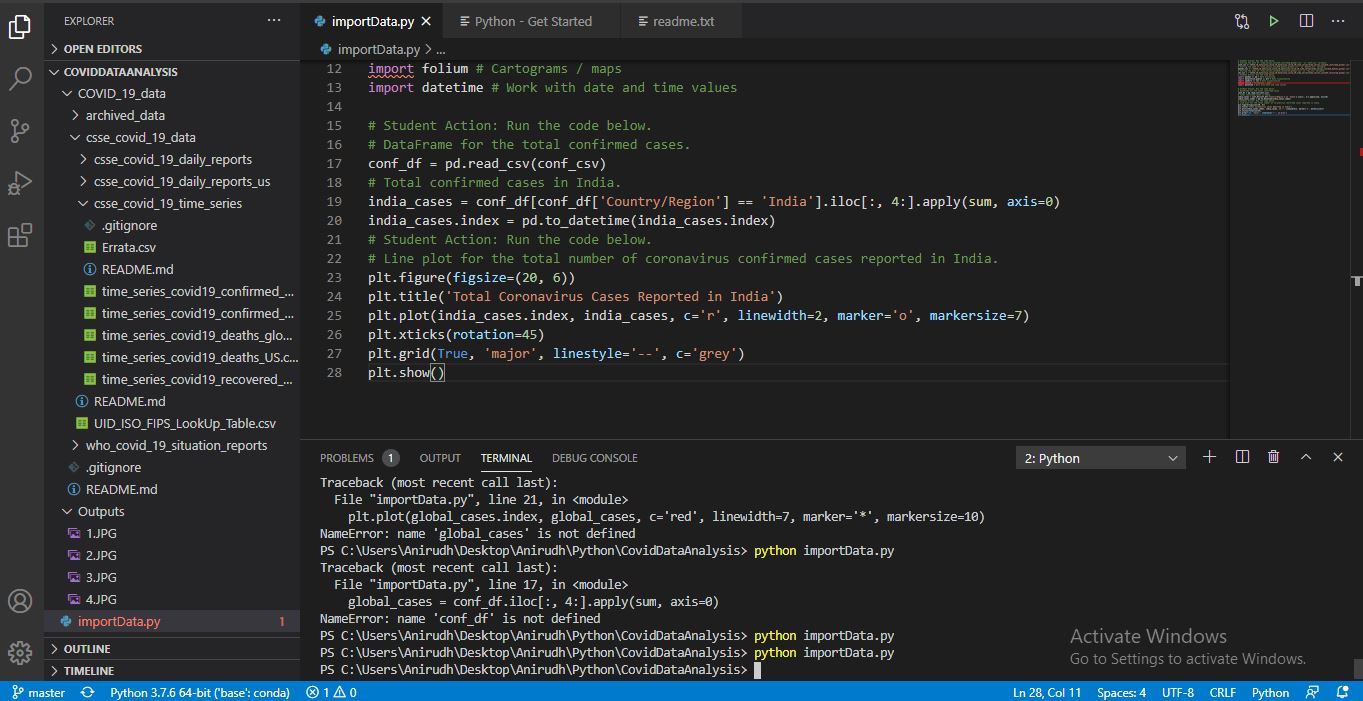 EXPLORER
OPEN EDITORS
COVIDDATAANALYSIS
COVID_19_data
archived_data
csse_covid_19_data
csse_covid_19_daily_reports
csse_covid_19_daily_reports_us
csse_covid_19_time_series
.gitignore
Errata.csv
README.md
time_series_covid19_confirmed_...
time_series_covid19_confirmed_...
time_series_covid19_deaths_glo...
time_series_covid19_deaths_US.c...
time_series_covid19_recovered_...
README.md
UID_ISO_FIPS_LookUp_Table.csv
who_covid_19_situation_reports
.gitignore
README.md
Outputs
1.JPG
2.JPG
3.JPG
4.JPG
importData.py 1
OUTLINE
TIMELINE
importData.py Python - Get Started readme.txt
importData.py > ...
12 import folium # Cartograms / maps
13 import datetime # Work with date and time values
14
15 # Student Action: Run the code below.
16 # DataFrame for the total confirmed cases.
17 conf_df = pd.read_csv(conf_csv)
18 # Total confirmed cases in India.
19 india_cases = conf_df[conf_df['Country/Region'] == 'India'].iloc[:, 4:].apply(sum, axis=0)
20 india_cases.index = pd.to_datetime(india_cases.index)
21 # Student Action: Run the code below.
22 # Line plot for the total number of coronavirus confirmed cases reported in India.
23 plt.figure(figsize=(20, 6))
24 plt.title('Total Coronavirus Cases Reported in India')
25 plt.plot(india_cases.index, india_cases, c='r', linewidth=2, marker='o', markersize=7)
26 plt.xticks(rotation=45)
27 plt.grid(True, 'major', linestyle='--', c='grey')
28 plt.show()
PROBLEMS 1 OUTPUT TERMINAL DEBUG CONSOLE 2: Python
Traceback (most recent call last):
File "importData.py", line 21, in <module>
plt.plot(global_cases.index, global_cases, c='red', linewidth=7, marker='*', markersize=10)
NameError: name 'global_cases' is not defined
PS C:\Users\Anirudh\Desktop\Anirudh\Python\CovidDataAnalysis> python importData.py
Traceback (most recent call last):
File "importData.py", line 17, in <module>
global_cases = conf_df.iloc[:, 4:].apply(sum, axis=0)
NameError: name 'conf_df' is not defined
PS C:\Users\Anirudh\Desktop\Anirudh\Python\CovidDataAnalysis> python importData.py
PS C:\Users\Anirudh\Desktop\Anirudh\Python\CovidDataAnalysis> python importData.py
PS C:\Users\Anirudh\Desktop\Anirudh\Python\CovidDataAnalysis>
Activate Windows
Go to Settings to activate Windows.
master Python 3.7.6 64-bit ('base': conda) 1 0 Ln 28, Col 11 Spaces: 4 UTF-8 CRLF Python